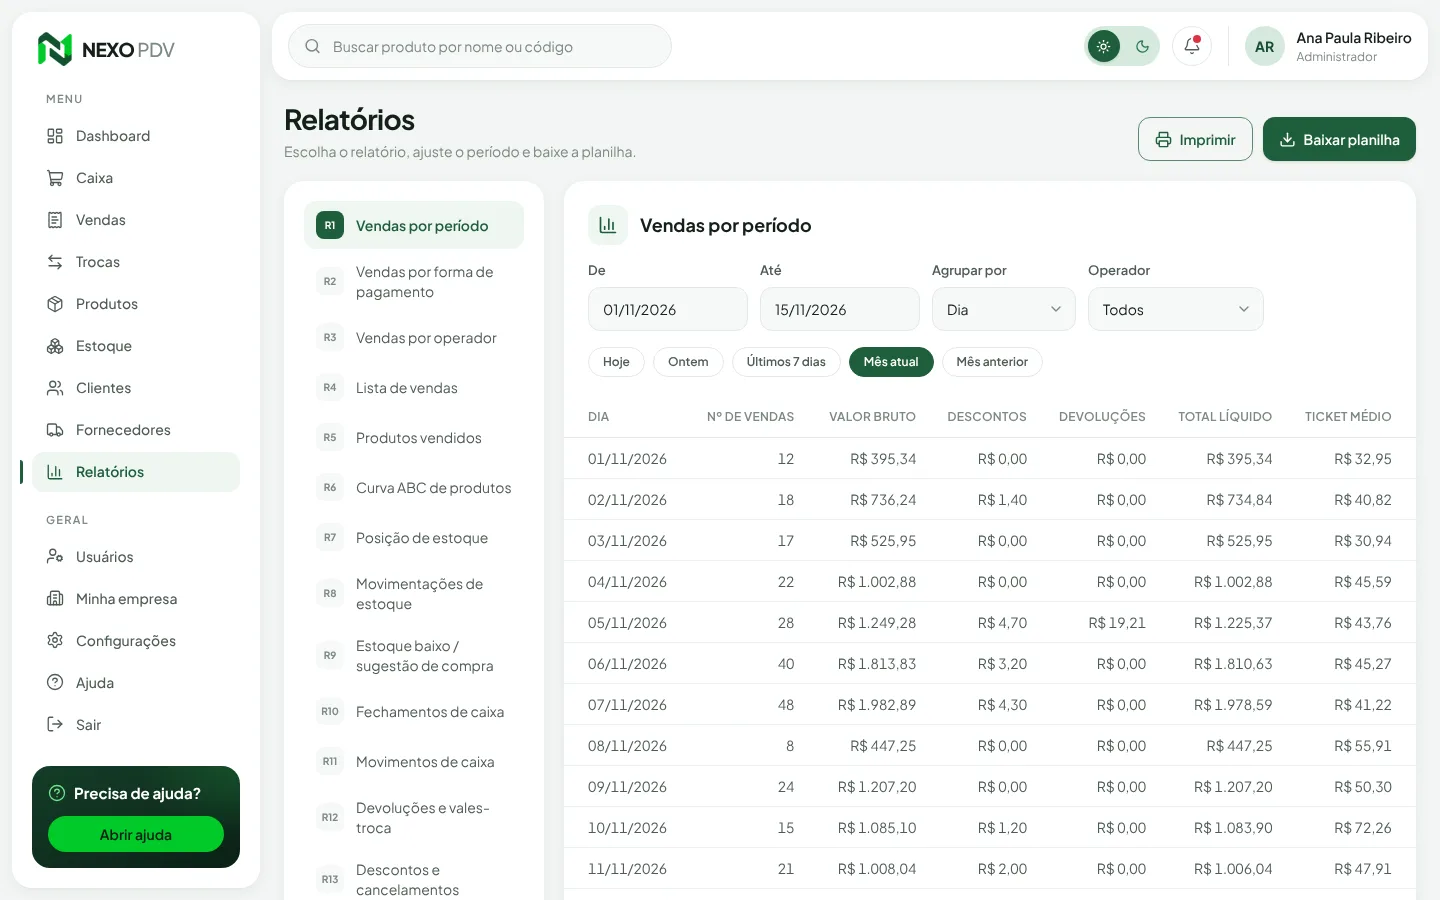 NEXO PDV
MENU
Dashboard
Caixa
Vendas
Trocas
Produtos
Estoque
Clientes
Fornecedores
Relatórios
GERAL
Usuários
Minha empresa
Configurações
Ajuda
Sair
Precisa de ajuda?
Abrir ajuda
Buscar produto por nome ou código
AR
Ana Paula Ribeiro
Administrador
Relatórios
Escolha o relatório, ajuste o período e baixe a planilha.
Imprimir
Baixar planilha
R1 Vendas por período
R2 Vendas por forma de
pagamento
R3 Vendas por operador
R4 Lista de vendas
R5 Produtos vendidos
R6 Curva ABC de produtos
R7 Posição de estoque
R8 Movimentações de
estoque
R9 Estoque baixo /
sugestão de compra
R10 Fechamentos de caixa
R11 Movimentos de caixa
R12 Devoluções e vales-
troca
R13 Descontos e
cancelamentos
Vendas por período
De Até Agrupar por Operador
01/11/2026 15/11/2026 Dia Todos
Hoje Ontem Últimos 7 dias Mês atual Mês anterior
DIA Nº DE VENDAS VALOR BRUTO DESCONTOS DEVOLUÇÕES TOTAL LÍQUIDO TICKET MÉDIO
01/11/2026 12 R$ 395,34 R$ 0,00 R$ 0,00 R$ 395,34 R$ 32,95
02/11/2026 18 R$ 736,24 R$ 1,40 R$ 0,00 R$ 734,84 R$ 40,82
03/11/2026 17 R$ 525,95 R$ 0,00 R$ 0,00 R$ 525,95 R$ 30,94
04/11/2026 22 R$ 1.002,88 R$ 0,00 R$ 0,00 R$ 1.002,88 R$ 45,59
05/11/2026 28 R$ 1.249,28 R$ 4,70 R$ 19,21 R$ 1.225,37 R$ 43,76
06/11/2026 40 R$ 1.813,83 R$ 3,20 R$ 0,00 R$ 1.810,63 R$ 45,27
07/11/2026 48 R$ 1.982,89 R$ 4,30 R$ 0,00 R$ 1.978,59 R$ 41,22
08/11/2026 8 R$ 447,25 R$ 0,00 R$ 0,00 R$ 447,25 R$ 55,91
09/11/2026 24 R$ 1.207,20 R$ 0,00 R$ 0,00 R$ 1.207,20 R$ 50,30
10/11/2026 15 R$ 1.085,10 R$ 1,20 R$ 0,00 R$ 1.083,90 R$ 72,26
11/11/2026 21 R$ 1.008,04 R$ 2,00 R$ 0,00 R$ 1.006,04 R$ 47,91